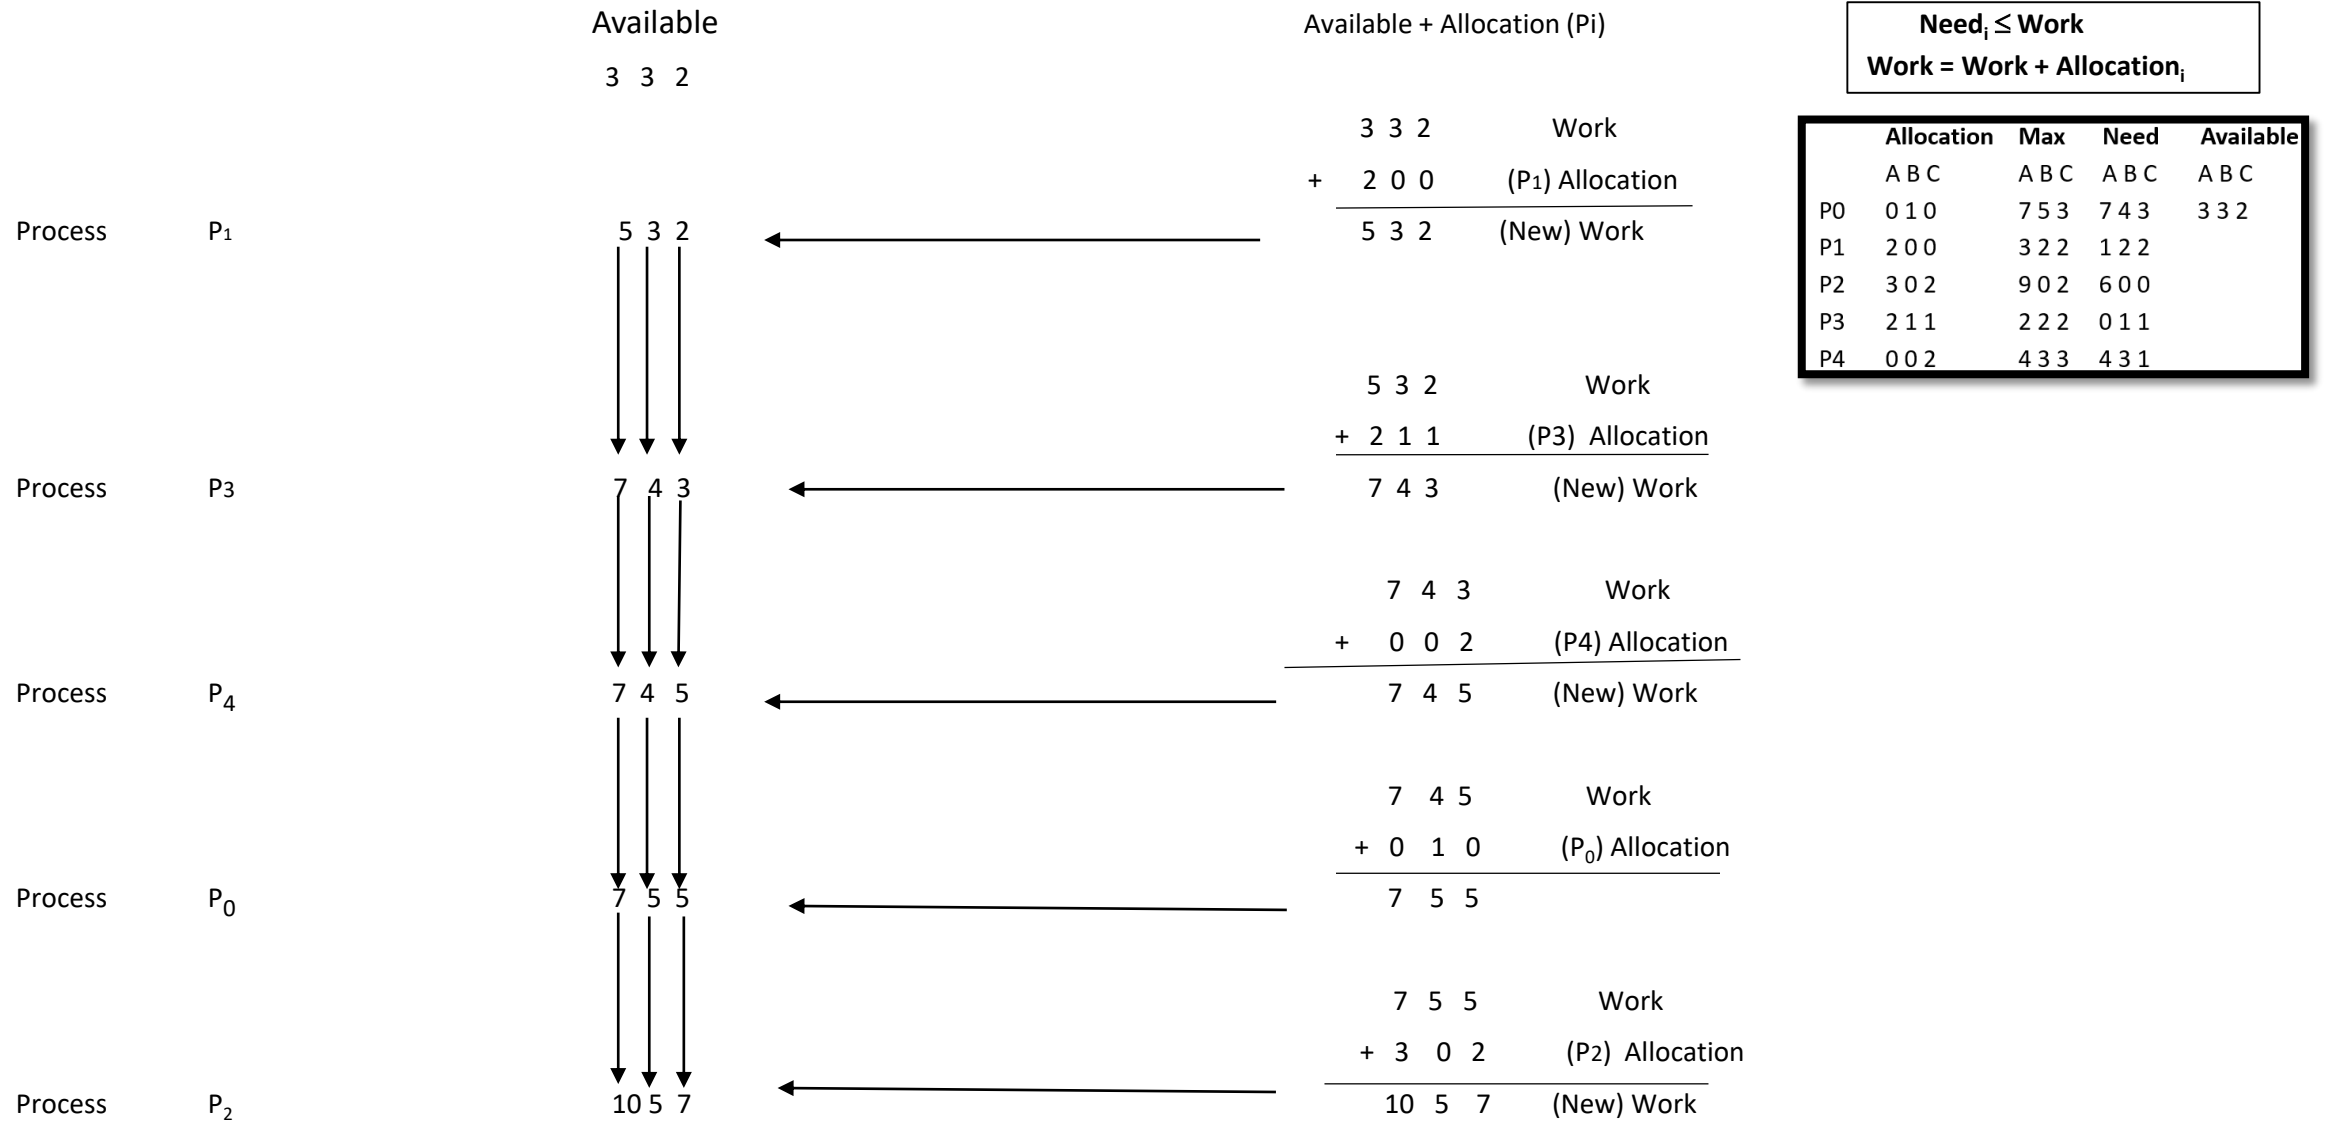 Available
Available + Allocation (Pi)
3 3 2
Needi ≤ Work
Work = Work + Allocationi
Allocation Max Need Available
A B C A B C A B C A B C
P0 0 1 0 7 5 3 7 4 3 3 3 2
P1 2 0 0 3 2 2 1 2 2
P2 3 0 2 9 0 2 6 0 0
P3 2 1 1 2 2 2 0 1 1
P4 0 0 2 4 3 3 4 3 1
3 3 2 Work
+ 2 0 0 (P1) Allocation
Process P1 5 3 2 5 3 2 (New) Work
5 3 2 Work
+ 2 1 1 (P3) Allocation
Process P3 7 4 3 7 4 3 (New) Work
7 4 3 Work
+ 0 0 2 (P4) Allocation
Process P4 7 4 5 7 4 5 (New) Work
7 4 5 Work
+ 0 1 0 (P0) Allocation
Process P0 7 5 5 7 5 5
7 5 5 Work
+ 3 0 2 (P2) Allocation
Process P2 10 5 7 10 5 7 (New) Work